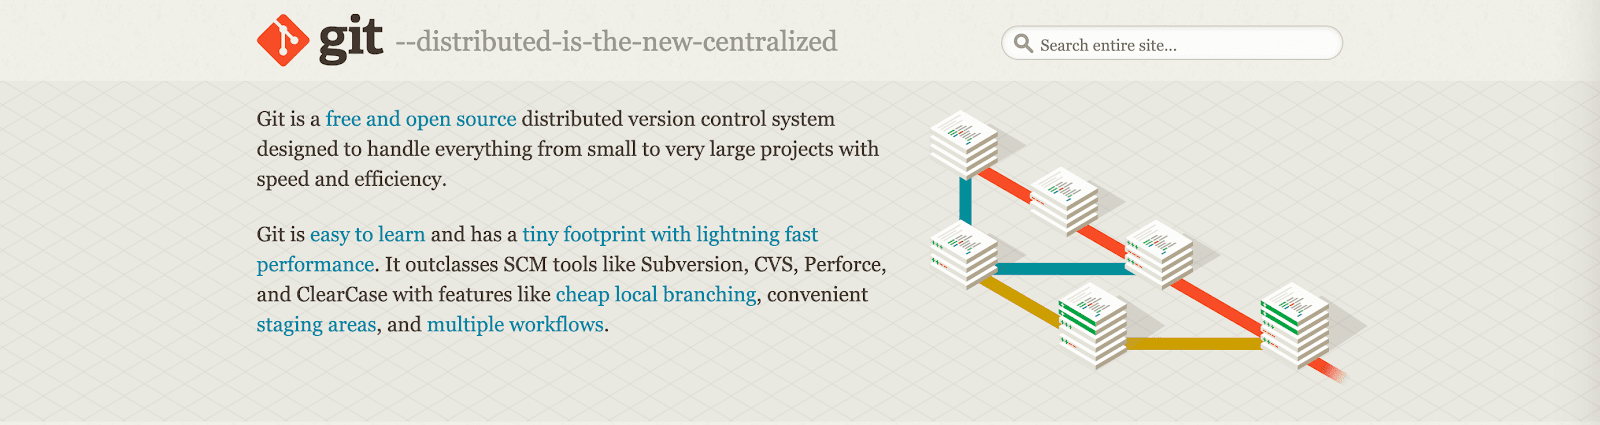 git --distributed-is-the-new-centralized
Search entire site...
Git is a free and open source distributed version control system
designed to handle everything from small to very large projects with
speed and efficiency.
Git is easy to learn and has a tiny footprint with lightning fast
performance. It outclasses SCM tools like Subversion, CVS, Perforce,
and ClearCase with features like cheap local branching, convenient
staging areas, and multiple workflows.